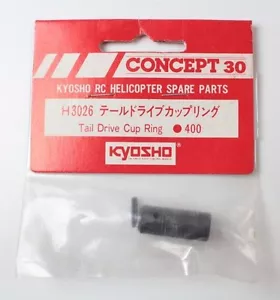 CONCEPT 30
KYOSHO RC HELICOPTER SPARE PARTS
H3026 テールドライブカップリング
Tail Drive Cup Ring ● 400
KYOSHO